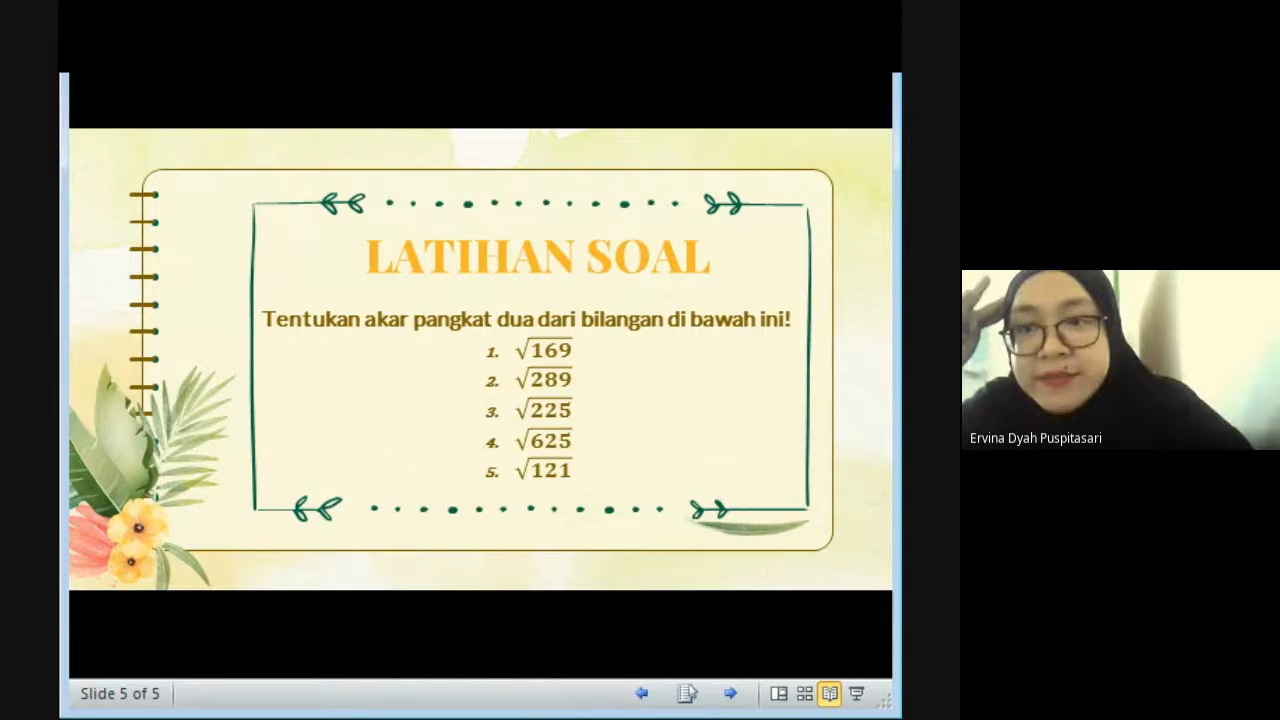 LATIHAN SOAL
Tentukan akar pangkat dua dari bilangan di bawah ini!
1. √169
2. √289
3. √225
4. √625
5. √121
Ervina Dyah Puspitasari
Slide 5 of 5